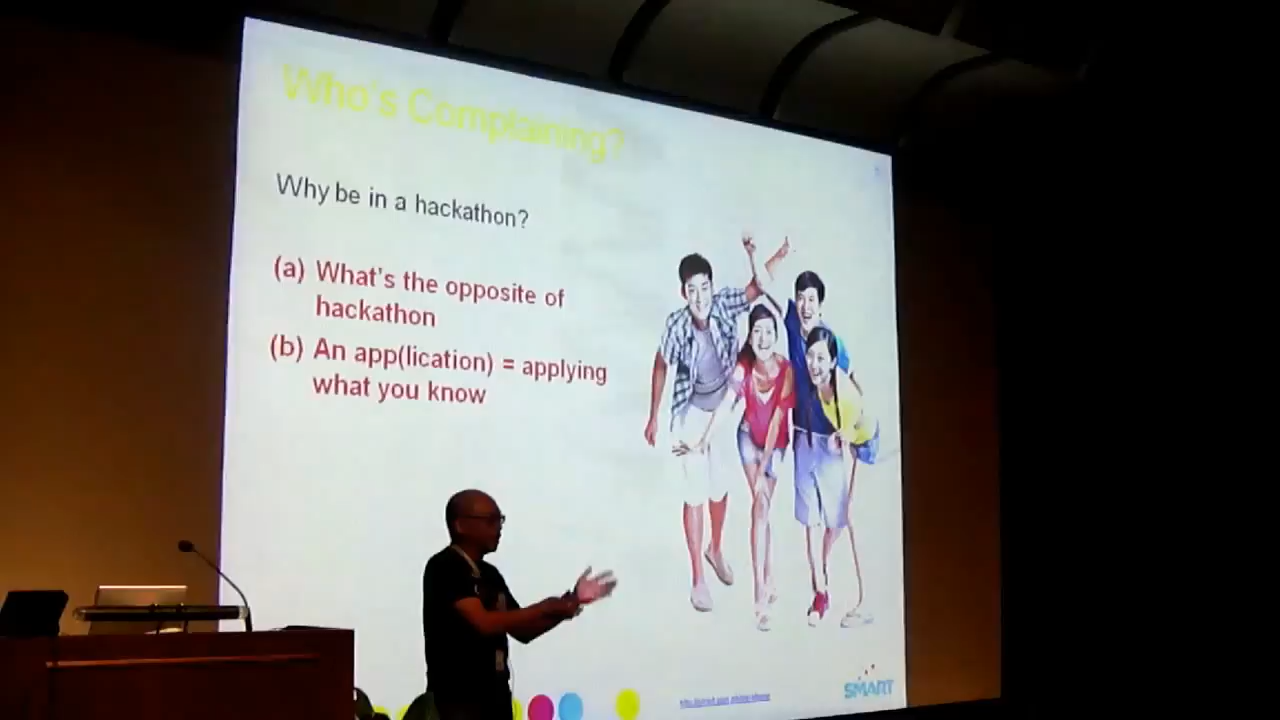 Who's Complaining?
Why be in a hackathon?
(a) What's the opposite of
hackathon
(b) An app(lication) = applying
what you know
SMART